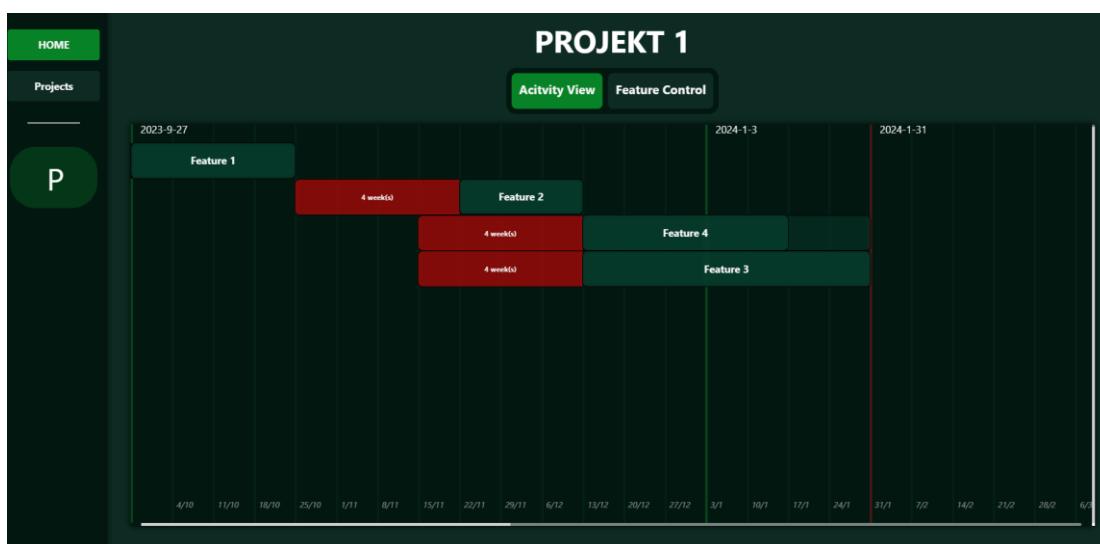 HOME
Projects
P
PROJEKT 1
Acitvity View
Feature Control
2023-9-27
2024-1-3
2024-1-31
Feature 1
4 week(s)
Feature 2
4 week(s)
Feature 4
4 week(s)
Feature 3
4/10 11/10 18/10 25/10 1/11 8/11 15/11 22/11 29/11 6/12 13/12 20/12 27/12 3/1 10/1 17/1 24/1 31/1 7/2 14/2 21/2 28/2